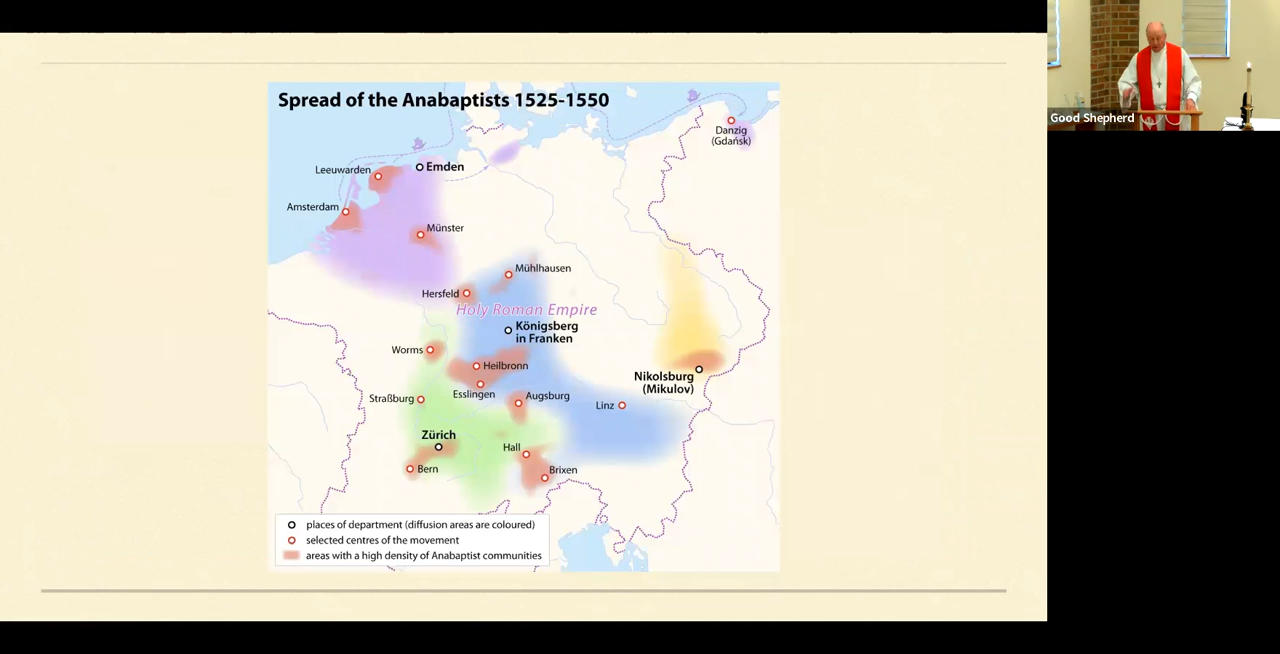 Spread of the Anabaptists 1525-1550
Good Shepherd
Danzig
(Gdańsk)
Leeuwarden
Emden
Amsterdam
Münster
Mühlhausen
Hersfeld
Holy Roman Empire
Königsberg
in Franken
Worms
Heilbronn
Nikolsburg
(Mikulov)
Esslingen
Augsburg
Straßburg
Linz
Zürich
Hall
Bern
Brixen
places of department (diffusion areas are coloured)
selected centres of the movement
areas with a high density of Anabaptist communities